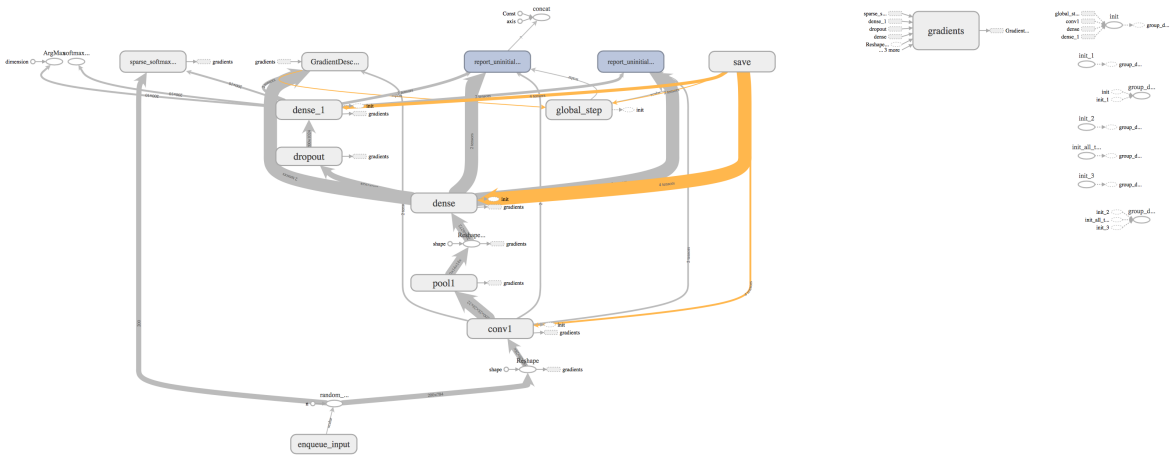 Const
axis
concat
dimension
ArgMax
softmax...
sparse_softmax...
gradients
gradients
GradientDesc...
report_uninitial...
report_uninitial...
save
dense_1
init
gradients
global_step
init
dropout
gradients
dense
init
gradients
Reshape...
shape
gradients
pool1
gradients
conv1
init
gradients
Reshape
shape
gradients
random_...
enqueue_input
sparse_s...
dense_1
dropout
dense
Reshape...
... 3 more
gradients
Gradient...
global_st...
conv1
dense
dense_1
init
group_d...
init_1
group_d...
init
init_1
group_d...
init_2
group_d...
init_all_t...
group_d...
init_3
group_d...
init_2
init_all_t...
init_3
group_d...